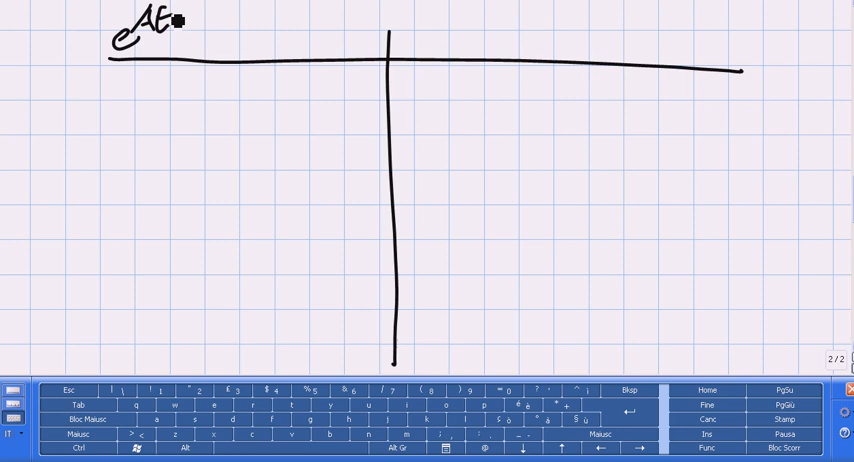 e^At
2/2
Esc | \ ! 1 " 2 £ 3 $ 4 % 5 & 6 / 7 ( 8 ) 9 = 0 ? ' ^ ì Bksp Home PgSu
Tab q w e r t y u i o p é è * + Fine PgGiù
Bloc Maiusc a s d f g h j k l ç ò ° à § ù Canc Stamp
Maiusc > < z x c v b n m ; , : . _ - Maiusc Ins Pausa
Ctrl Alt Alt Gr @ ↓ ↑ ← → Func Bloc Scorr
IT